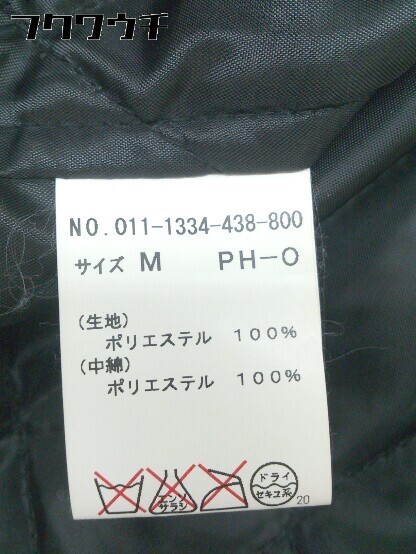 フクワウチ
NO.011-1334-438-800
サイズ M PH-O
(生地)
ポリエステル 100%
(中綿)
ポリエステル 100%
エンソ
サラシ
ドライ
セキユ系
20